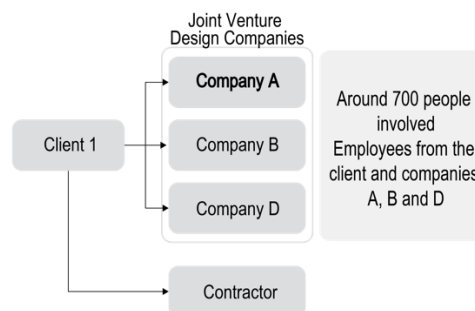 Joint Venture
Design Companies
Company A
Client 1
Company B
Company D
Contractor
Around 700 people
involved
Employees from the
client and companies
A, B and D